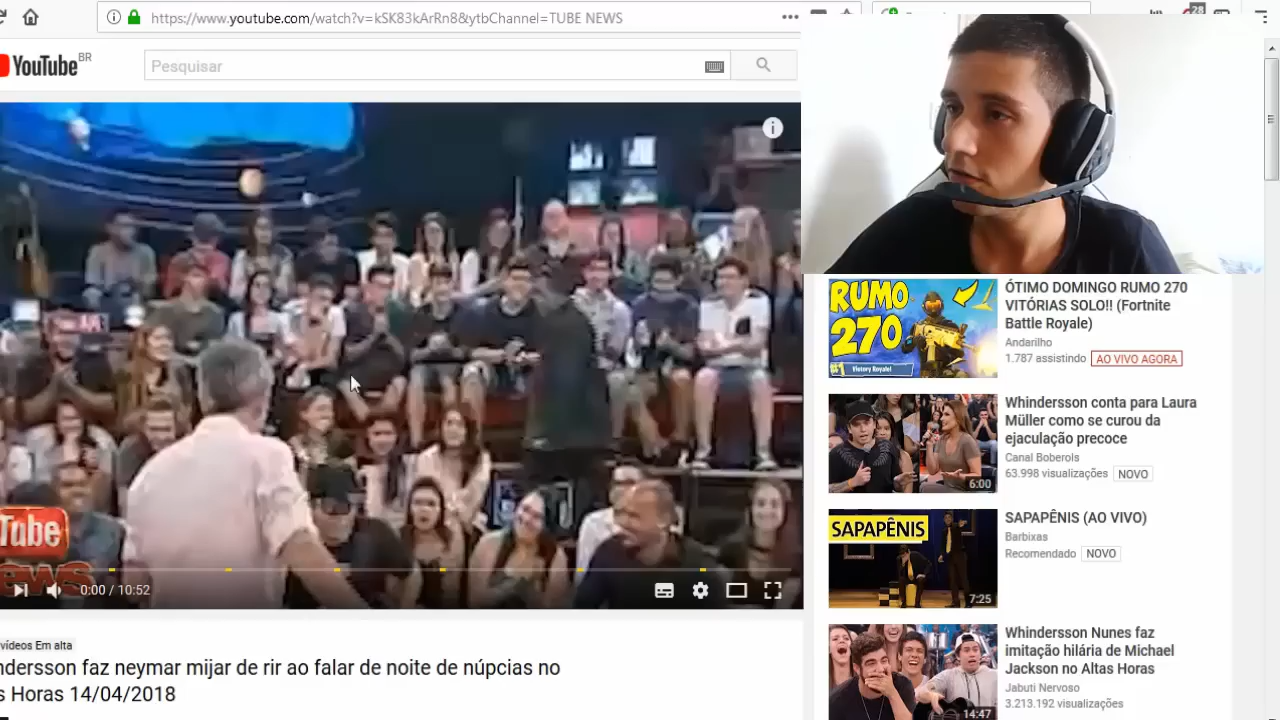 https://www.youtube.com/watch?v=kSK83kArRn8&ytbChannel=TUBE NEWS
28
YouTube BR
Pesquisar
Tube
0:00 / 10:52
vídeos Em alta
ndersson faz neymar mijar de rir ao falar de noite de núpcias no
s Horas 14/04/2018
RUMO
270
#1 Victory Royale!
ÓTIMO DOMINGO RUMO 270
VITÓRIAS SOLO!! (Fortnite
Battle Royale)
Andarilho
1.787 assistindo AO VIVO AGORA
6:00
Whindersson conta para Laura
Müller como se curou da
ejaculação precoce
Canal Boberols
63.998 visualizações NOVO
SAPAPÊNIS
7:25
SAPAPÊNIS (AO VIVO)
Barbixas
Recomendado NOVO
14:47
Whindersson Nunes faz
imitação hilária de Michael
Jackson no Altas Horas
Jabuti Nervoso
3.213.192 visualizações